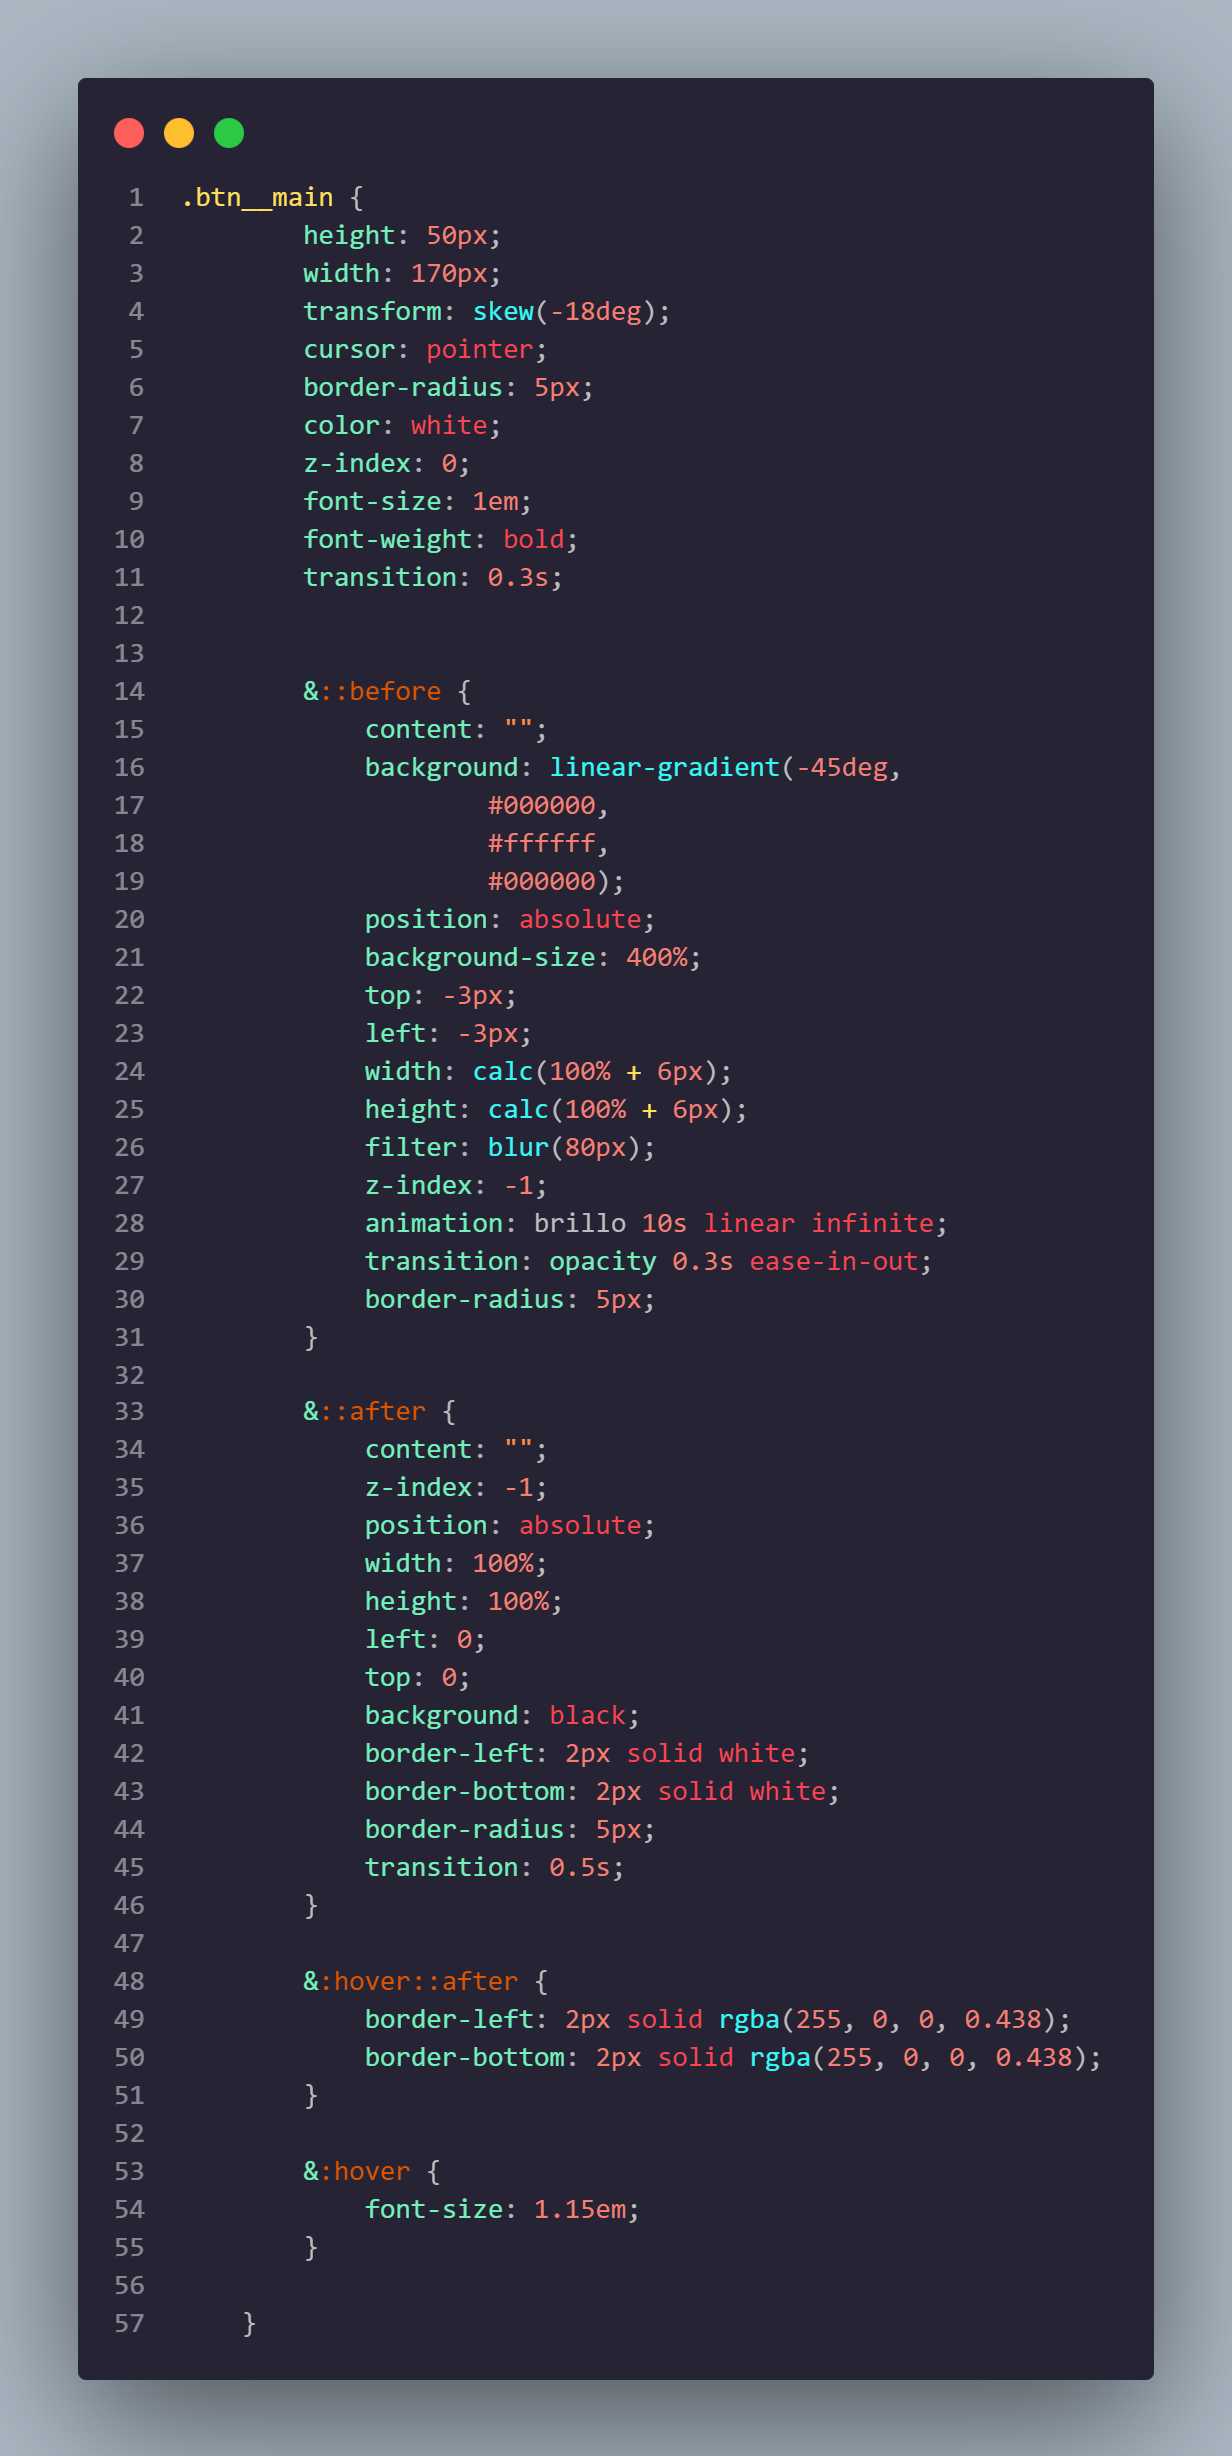 1 .btn__main {
2 height: 50px;
3 width: 170px;
4 transform: skew(-18deg);
5 cursor: pointer;
6 border-radius: 5px;
7 color: white;
8 z-index: 0;
9 font-size: 1em;
10 font-weight: bold;
11 transition: 0.3s;
12
13
14 &::before {
15 content: "";
16 background: linear-gradient(-45deg,
17 #000000,
18 #ffffff,
19 #000000);
20 position: absolute;
21 background-size: 400%;
22 top: -3px;
23 left: -3px;
24 width: calc(100% + 6px);
25 height: calc(100% + 6px);
26 filter: blur(80px);
27 z-index: -1;
28 animation: brillo 10s linear infinite;
29 transition: opacity 0.3s ease-in-out;
30 border-radius: 5px;
31 }
32
33 &::after {
34 content: "";
35 z-index: -1;
36 position: absolute;
37 width: 100%;
38 height: 100%;
39 left: 0;
40 top: 0;
41 background: black;
42 border-left: 2px solid white;
43 border-bottom: 2px solid white;
44 border-radius: 5px;
45 transition: 0.5s;
46 }
47
48 &:hover::after {
49 border-left: 2px solid rgba(255, 0, 0, 0.438);
50 border-bottom: 2px solid rgba(255, 0, 0, 0.438);
51 }
52
53 &:hover {
54 font-size: 1.15em;
55 }
56
57 }